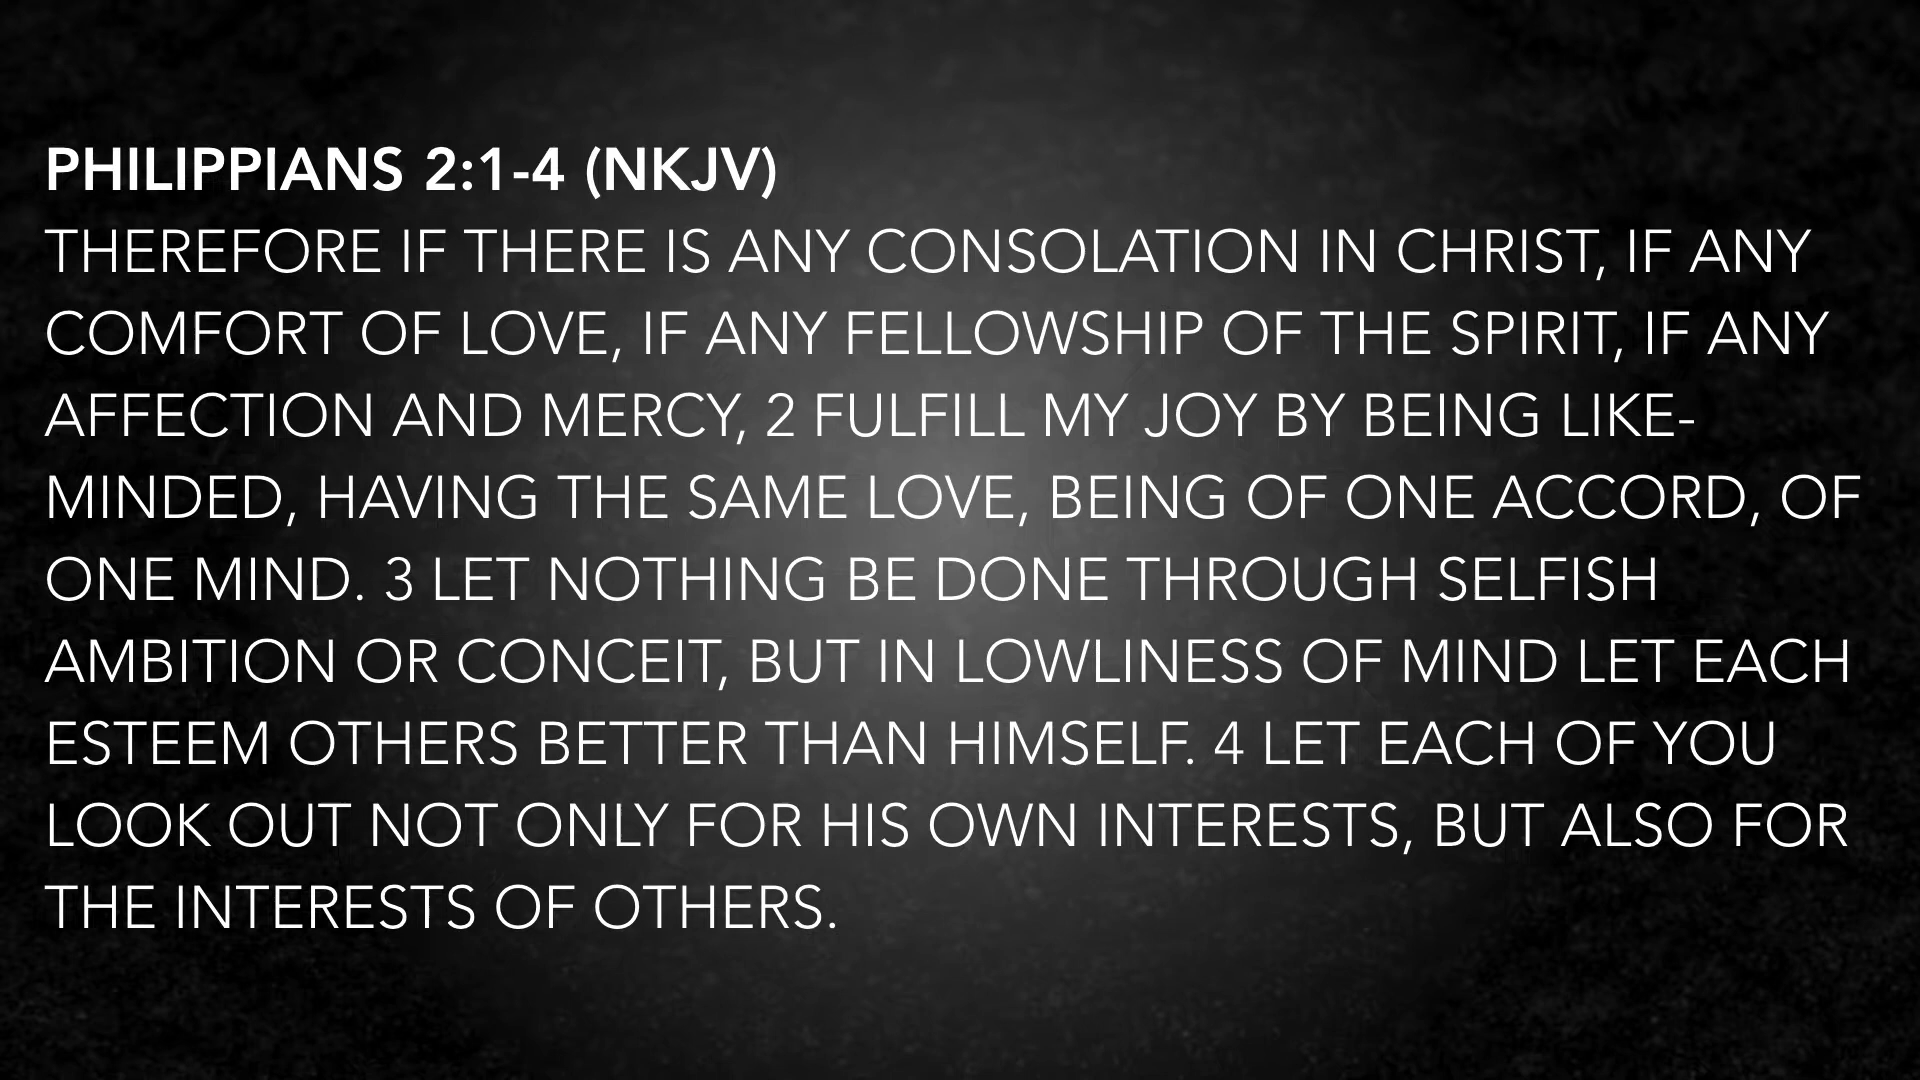 PHILIPPIANS 2:1-4 (NKJV)
THEREFORE IF THERE IS ANY CONSOLATION IN CHRIST, IF ANY
COMFORT OF LOVE, IF ANY FELLOWSHIP OF THE SPIRIT, IF ANY
AFFECTION AND MERCY, 2 FULFILL MY JOY BY BEING LIKE-
MINDED, HAVING THE SAME LOVE, BEING OF ONE ACCORD, OF
ONE MIND. 3 LET NOTHING BE DONE THROUGH SELFISH
AMBITION OR CONCEIT, BUT IN LOWLINESS OF MIND LET EACH
ESTEEM OTHERS BETTER THAN HIMSELF. 4 LET EACH OF YOU
LOOK OUT NOT ONLY FOR HIS OWN INTERESTS, BUT ALSO FOR
THE INTERESTS OF OTHERS.